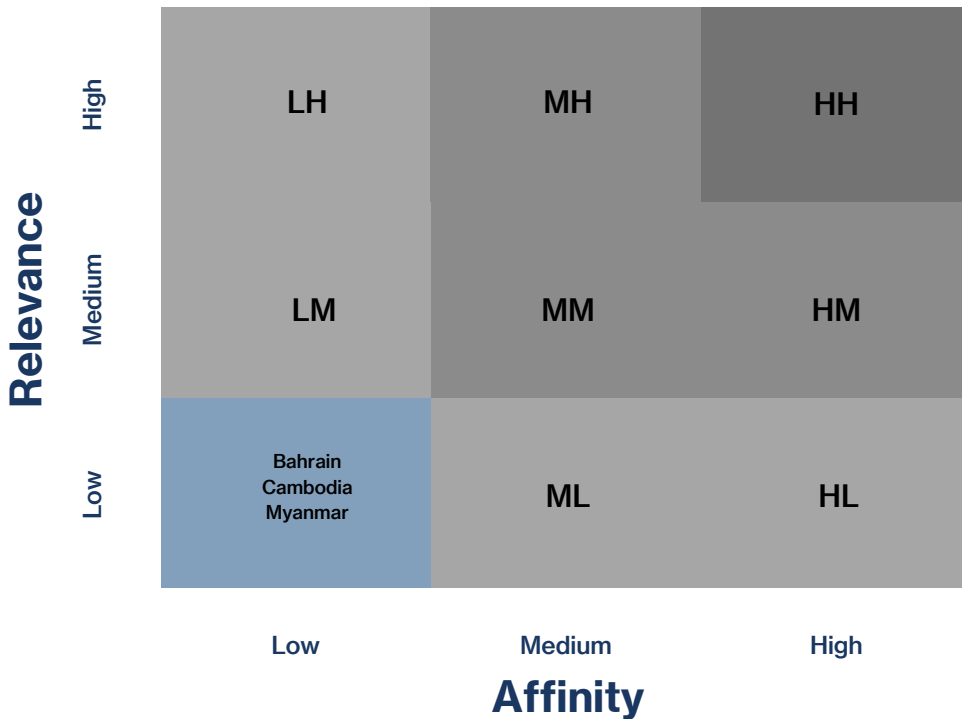 High
LH
MH
HH
Relevance
Medium
LM
MM
HM
Low
Bahrain
Cambodia
Myanmar
ML
HL
Low
Medium
High
Affinity